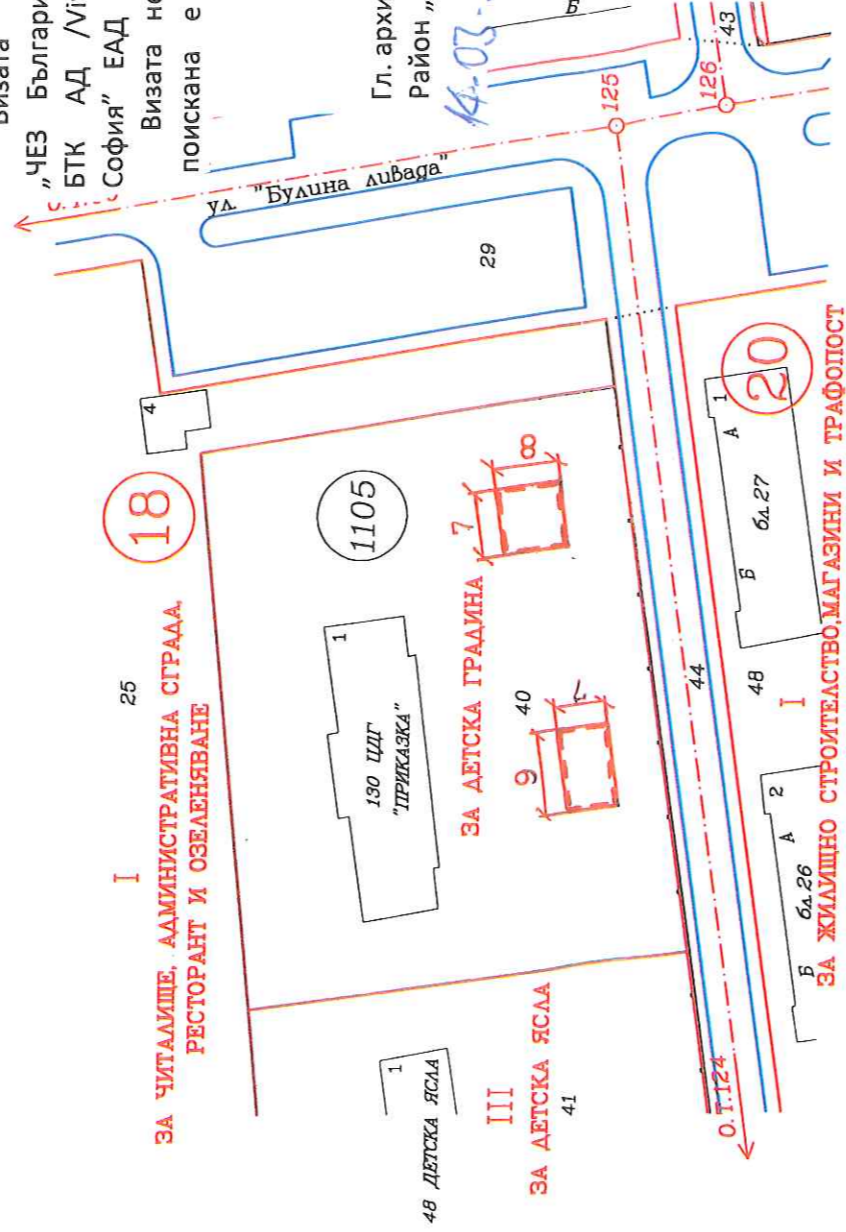 Визата
„ЧЕЗ Българи
БТК АД /Vi
София" ЕАД
Визата не
поискана е
Гл. архи
Район „
14.03
ул. "Булина ливада"
Б
43
125
126
29
4
18
I
25
ЗА ЧИТАЛИЩЕ, АДМИНИСТРАТИВНА СГРАДА,
РЕСТОРАНТ И ОЗЕЛЕНЯВАНЕ
1105
1
130 ЦДГ
"ПРИКАЗКА"
ЗА ДЕТСКА ГРАДИНА
40
7
8
9
7
1
48 ДЕТСКА ЯСЛА
III
ЗА ДЕТСКА ЯСЛА
41
О.Т.124
44
48
I
20
1
А
Б
бл.27
2
А
Б
бл.26
ЗА ЖИЛИЩНО СТРОИТЕЛСТВО,МАГАЗИНИ И ТРАФОПОСТ